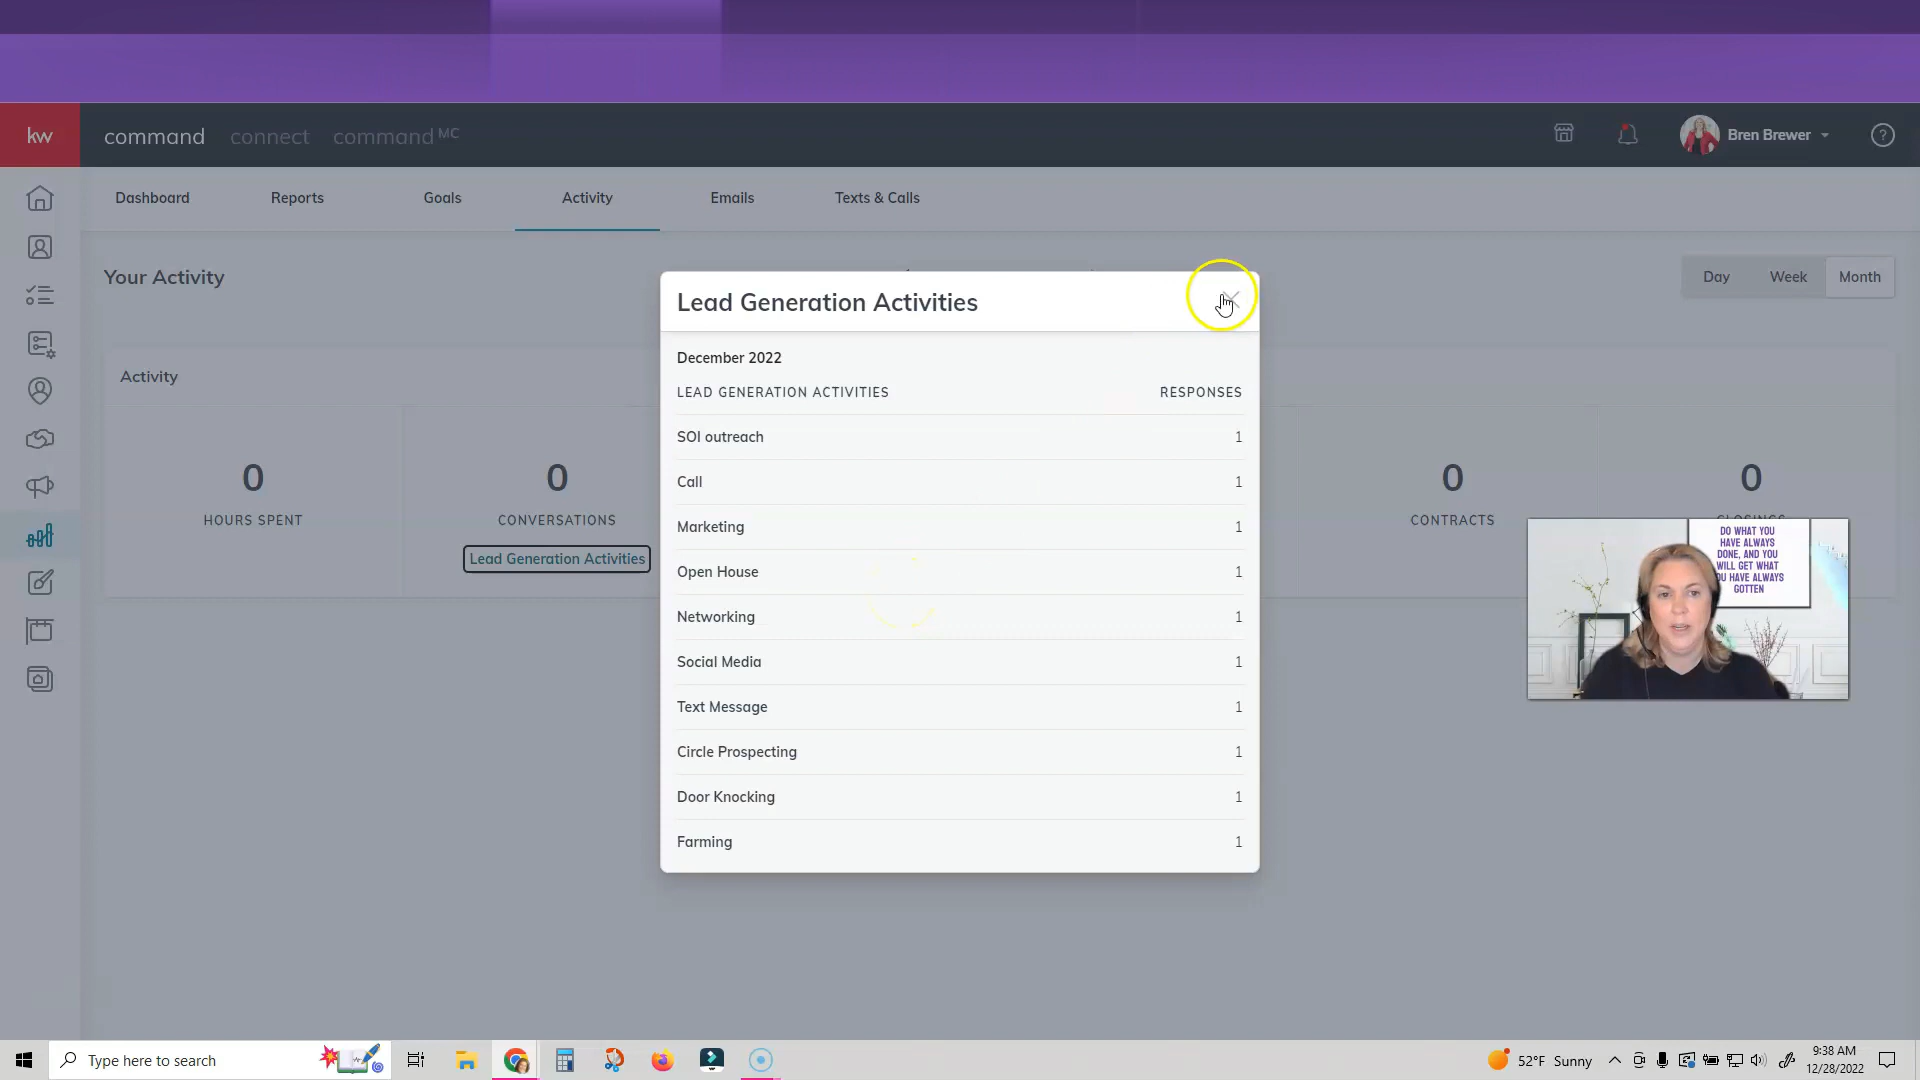 kw
command connect command MC
Bren Brewer
Dashboard Reports Goals Activity Emails Texts & Calls
Your Activity
Day Week Month
Activity
0
HOURS SPENT
0
CONVERSATIONS
Lead Generation Activities
0
CONTRACTS
0
CLOSINGS
Lead Generation Activities
December 2022
LEAD GENERATION ACTIVITIES RESPONSES
SOI outreach 1
Call 1
Marketing 1
Open House 1
Networking 1
Social Media 1
Text Message 1
Circle Prospecting 1
Door Knocking 1
Farming 1
DO WHAT YOU
HAVE ALWAYS
DONE, AND YOU
WILL GET WHAT
YOU HAVE ALWAYS
GOTTEN
Type here to search
52°F Sunny
9:38 AM
12/28/2022